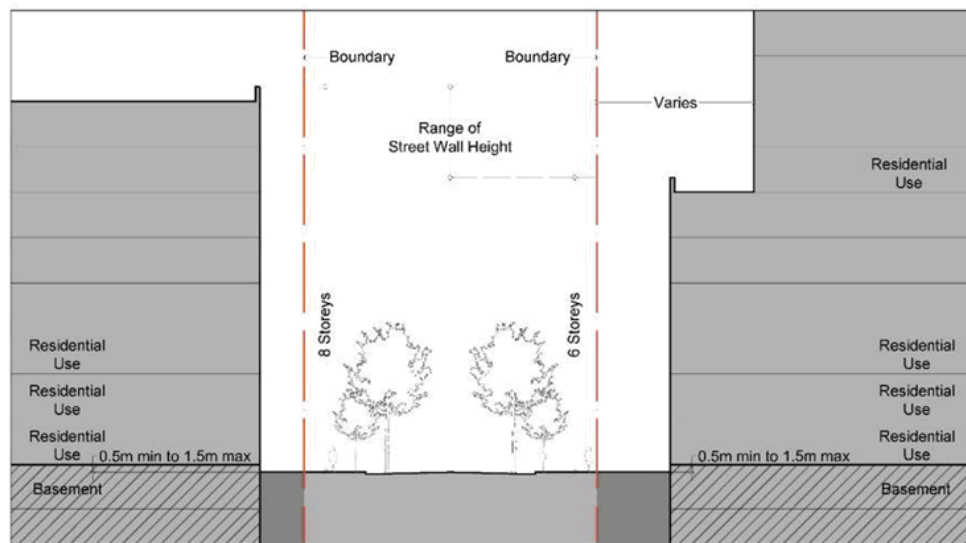 Boundary
Boundary
Varies
Range of
Street Wall Height
Residential
Use
8 Storeys
6 Storeys
Residential
Use
Residential
Use
Residential
Use
Residential
Use
Residential
Use
Residential
Use
0.5m min to 1.5m max
0.5m min to 1.5m max
Basement
Basement